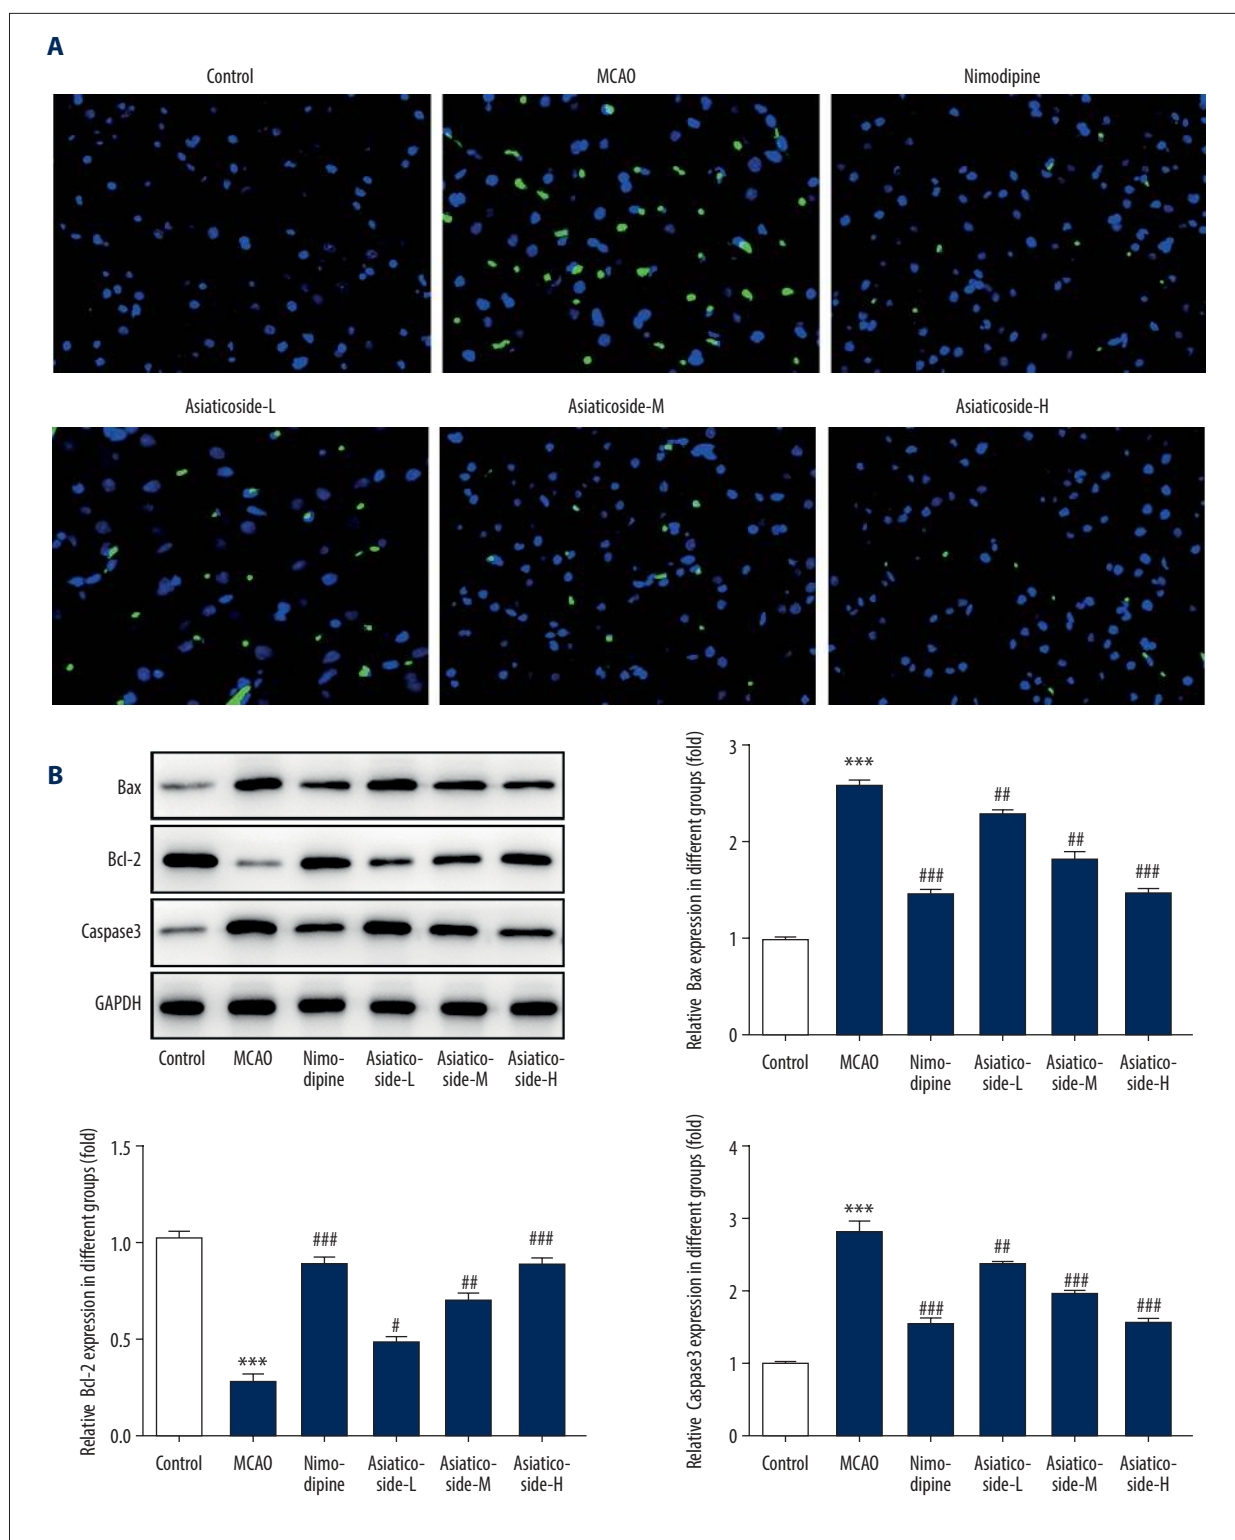 A
Control MCAO Nimodipine
Asiaticoside-L Asiaticoside-M Asiaticoside-H
B
Bax
Bcl-2
Caspase3
GAPDH
Control MCAO Nimo-
dipine Asiatico-
side-L Asiatico-
side-M Asiatico-
side-H
Relative Bax expression in different groups (fold)
3
2
1
0
***
###
##
##
###
Control MCAO Nimo-
dipine Asiatico-
side-L Asiatico-
side-M Asiatico-
side-H
Relative Bcl-2 expression in different groups (fold)
1.5
1.0
0.5
0.0
***
###
#
##
###
Control MCAO Nimo-
dipine Asiatico-
side-L Asiatico-
side-M Asiatico-
side-H
Relative Caspase3 expression in different groups (fold)
4
3
2
1
0
***
###
##
###
###
Control MCAO Nimo-
dipine Asiatico-
side-L Asiatico-
side-M Asiatico-
side-H